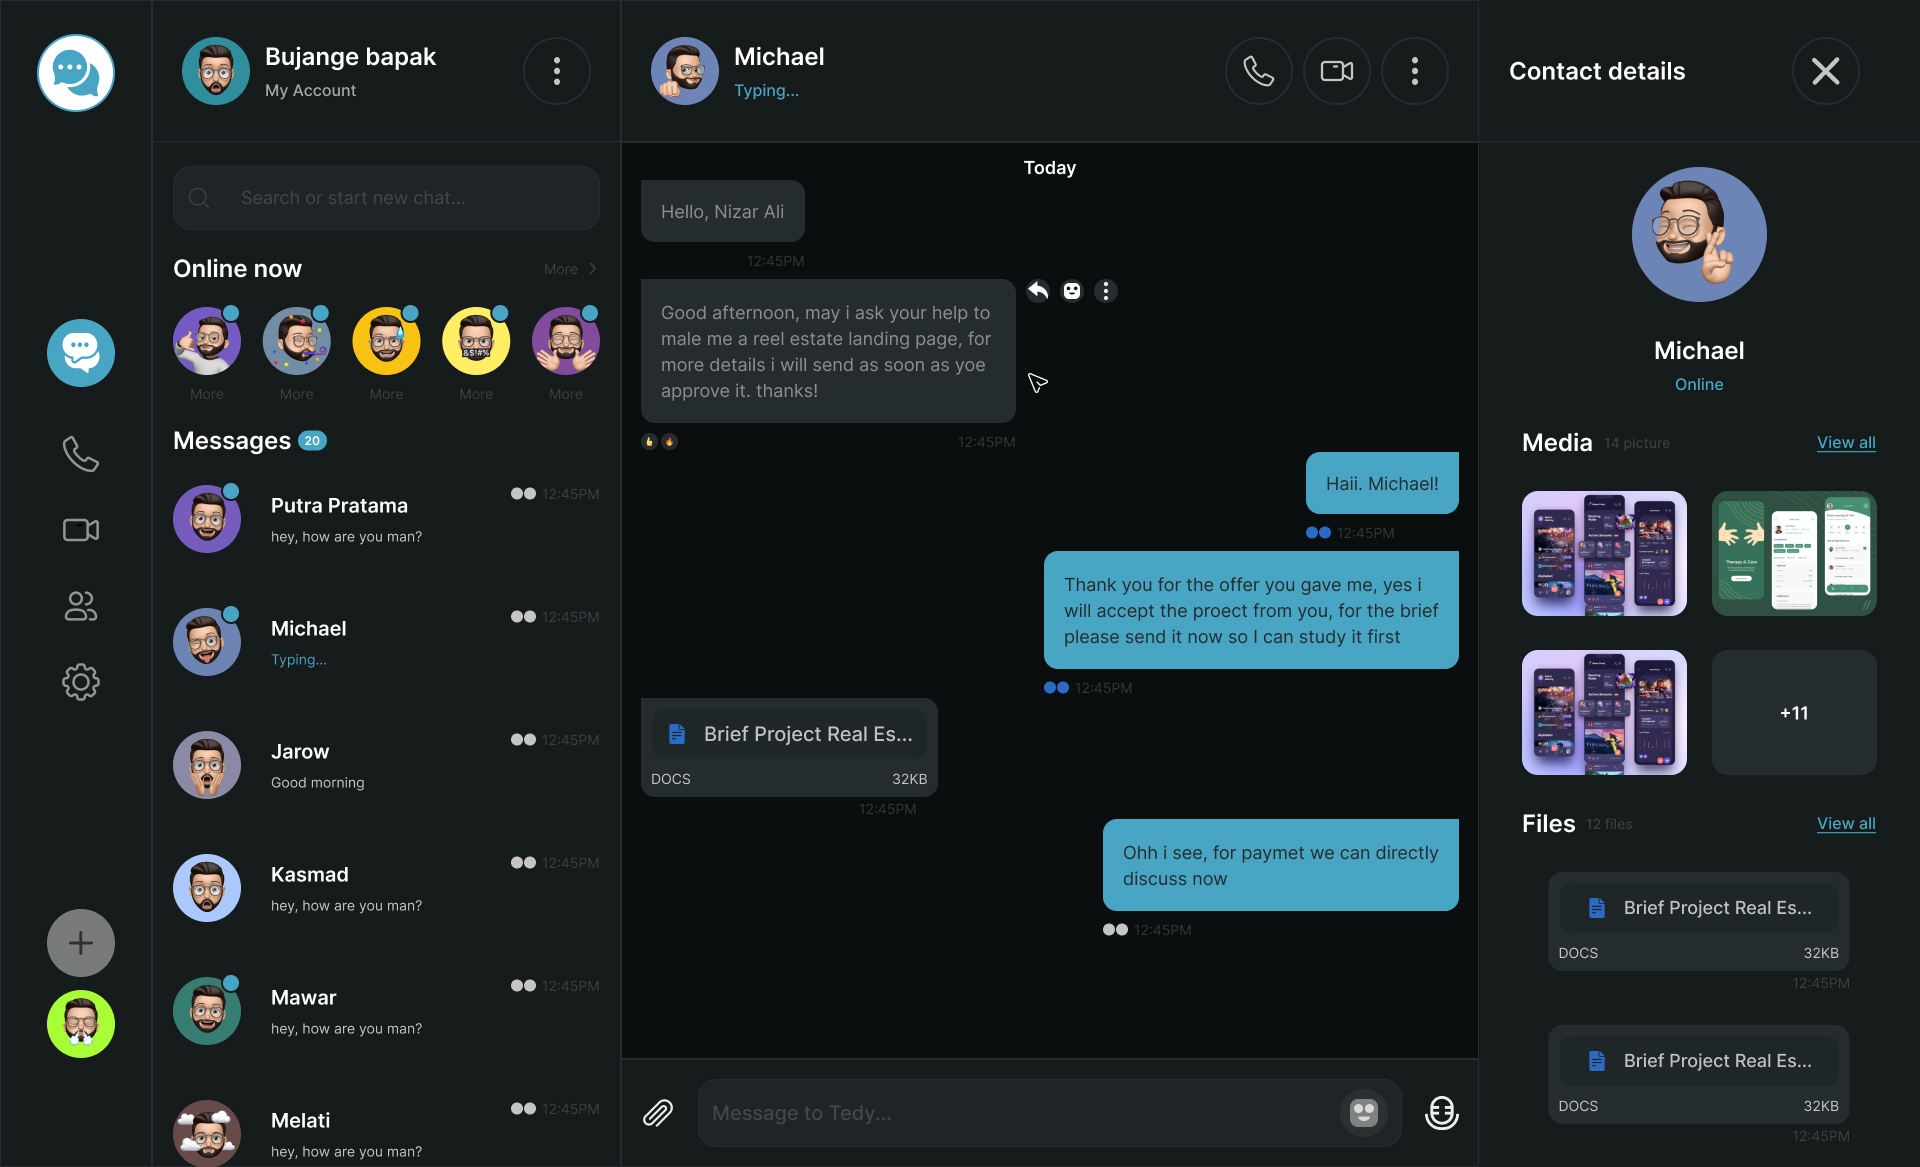 Bujange bapak
My Account
Search or start new chat...
Online now
More
More
More
More
More
More
Messages
20
Putra Pratama
12:45PM
hey, how are you man?
Michael
12:45PM
Typing...
Jarow
12:45PM
Good morning
Kasmad
12:45PM
hey, how are you man?
Mawar
12:45PM
hey, how are you man?
Melati
12:45PM
hey, how are you man?
Michael
Typing...
Today
Hello, Nizar Ali
12:45PM
Good afternoon, may i ask your help to
male me a reel estate landing page, for
more details i will send as soon as yoe
approve it. thanks!
12:45PM
Haii. Michael!
12:45PM
Thank you for the offer you gave me, yes i
will accept the proect from you, for the brief
please send it now so I can study it first
12:45PM
Brief Project Real Es...
DOCS
32KB
12:45PM
Ohh i see, for paymet we can directly
discuss now
12:45PM
Message to Tedy...
Contact details
Michael
Online
Media
14 picture
View all
Therapy & Care
+11
Files
12 files
View all
Brief Project Real Es...
DOCS
32KB
12:45PM
Brief Project Real Es...
DOCS
32KB
12:45PM